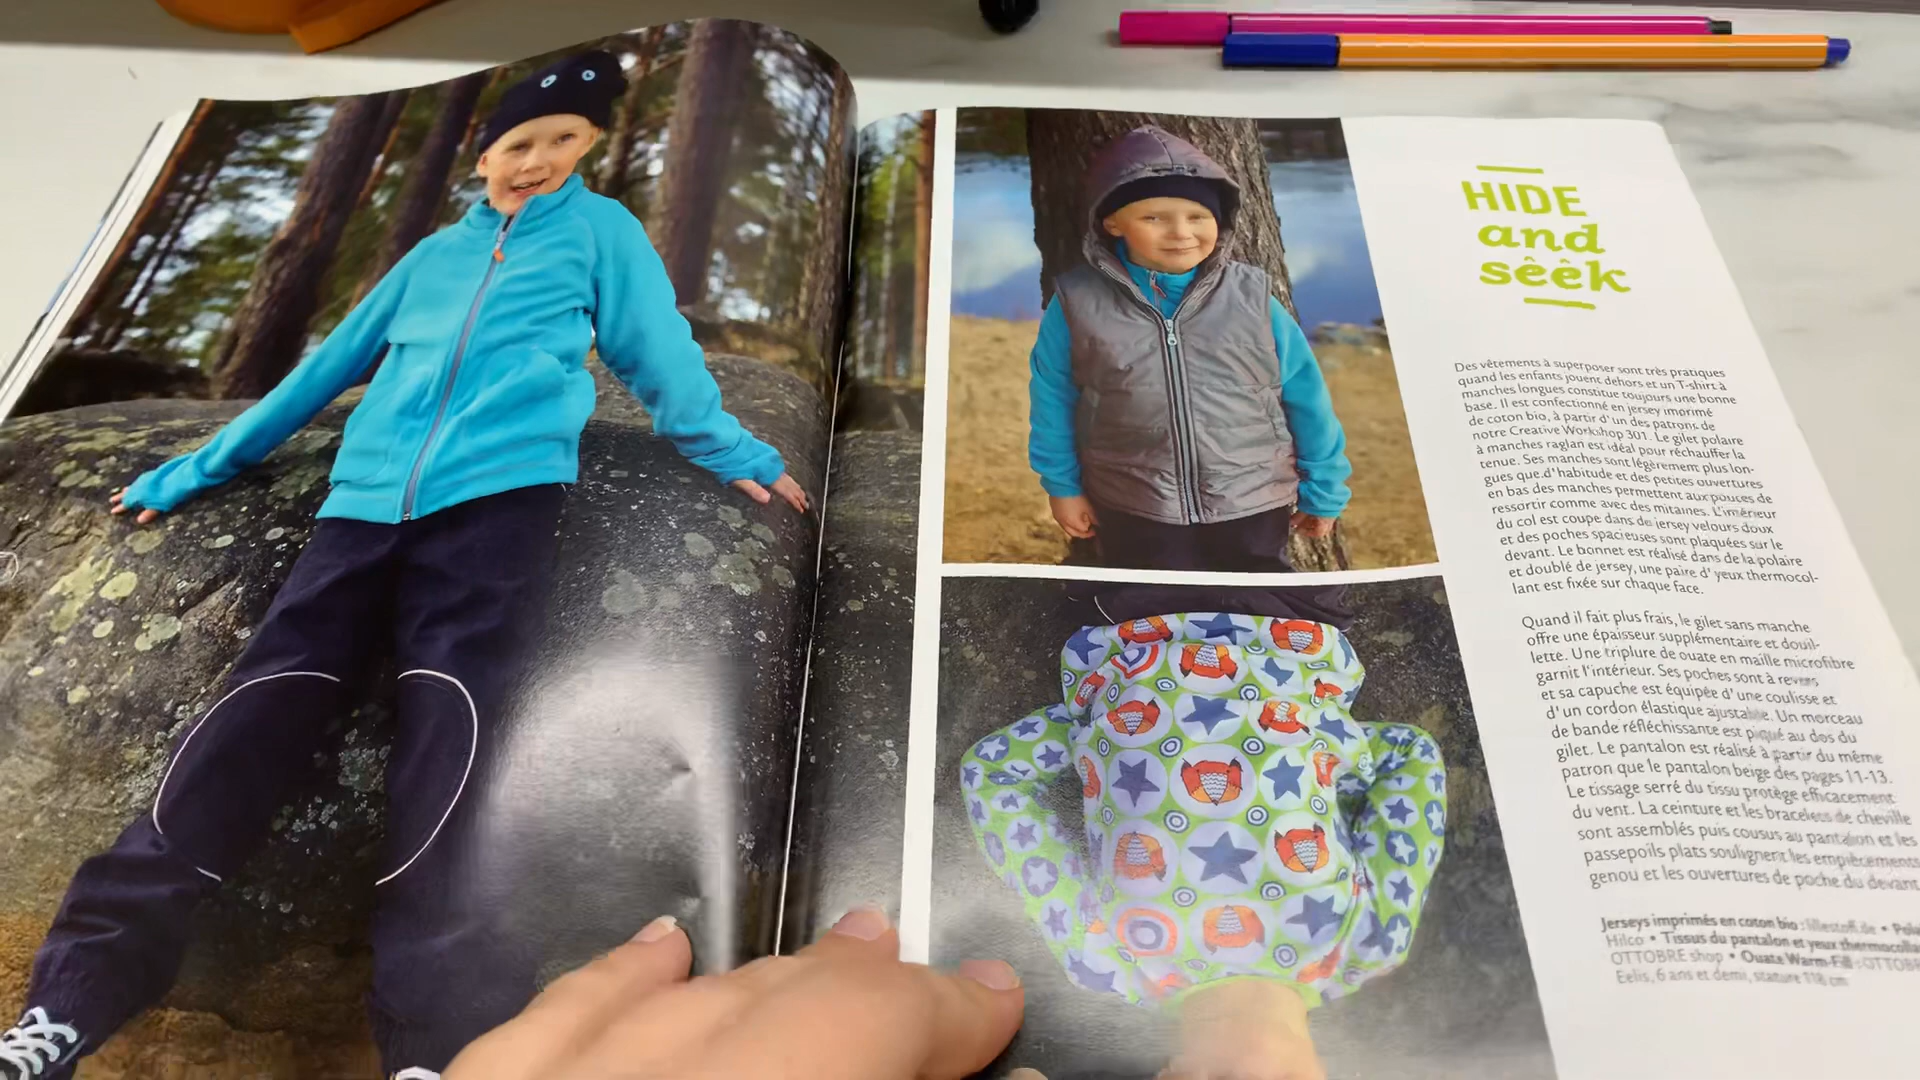 HIDE
and
sêêk
Des vêtements à superposer sont très pratiques
quand les enfants jouent dehors et un T-shirt à
manches longues constitue toujours une bonne
base. Il est confectionné en jersey imprimé
de coton bio, à partir d'un des patrons de
notre Creative Workshop 301. Le gilet polaire
à manches raglan est idéal pour réchauffer la
tenue. Ses manches sont légèrement plus lon-
gues que d'habitude et des petites ouvertures
en bas des manches permettent aux pouces de
ressortir comme avec des mitaines. L'intérieur
du col est coupe dans de jersey velours doux
et des poches spacieuses sont plaquées sur le
devant. Le bonnet est réalisé dans de la polaire
et doublé de jersey, une paire d'yeux thermocol-
lant est fixée sur chaque face.
Quand il fait plus frais, le gilet sans manche
offre une épaisseur supplémentaire et douil-
lette. Une triplure de ouate en maille microfibre
garnit l'intérieur. Ses poches sont à revers
et sa capuche est équipée d'une coulisse et
d'un cordon élastique ajustable. Un morceau
de bande réfléchissante est piqué au dos du
gilet. Le pantalon est réalisé à partir du même
patron que le pantalon beige des pages 11-13.
Le tissage serré du tissu protège efficacement
du vent. La ceinture et les bracelets de cheville
sont assemblés puis cousus au pantalon et les
passepoils plats soulignent les empiècements
genou et les ouvertures de poche du devant
Jerseys imprimés en coton bio : lillestoff.de •
Hilco • Tissus du pantalon et yeux
OTTOBRE shop • Ouate Warm-Fill : OTTOB
Eelis, 6 ans et demi, stature 118 cm